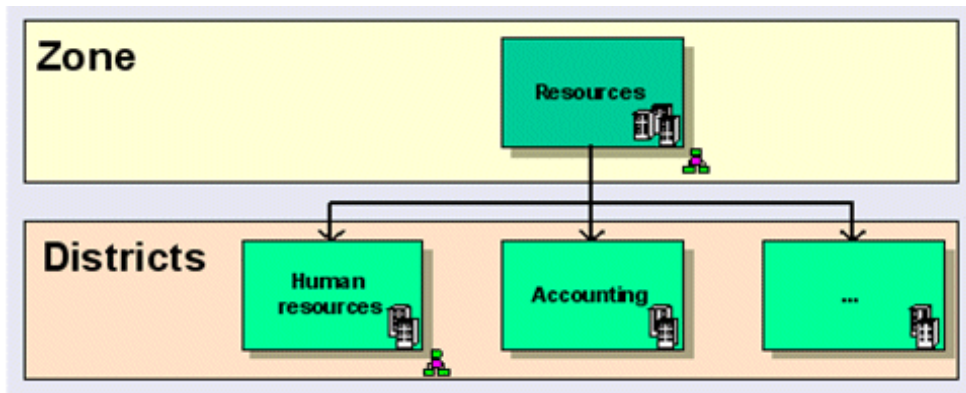 Zone
Resources
Districts
Human
resources
Accounting
...